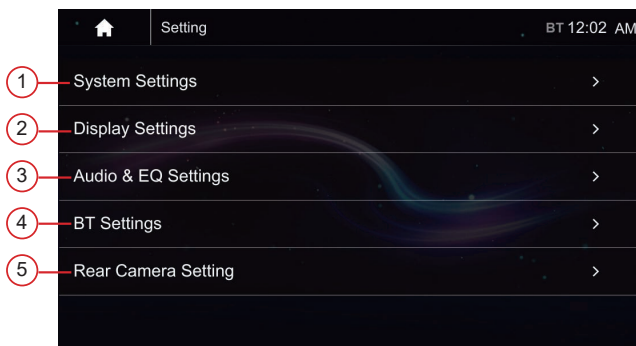 Setting BT 12:02 AM
1 System Settings
2 Display Settings
3 Audio & EQ Settings
4 BT Settings
5 Rear Camera Setting